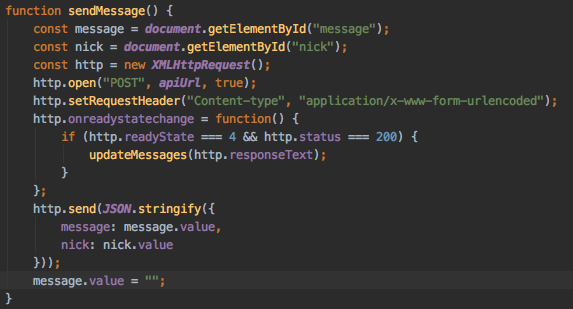 function sendMessage() {
    const message = document.getElementById("message");
    const nick = document.getElementById("nick");
    const http = new XMLHttpRequest();
    http.open("POST", apiUrl, true);
    http.setRequestHeader("Content-type", "application/x-www-form-urlencoded");
    http.onreadystatechange = function() {
        if (http.readyState === 4 && http.status === 200) {
            updateMessages(http.responseText);
        }
    };
    http.send(JSON.stringify({
        message: message.value,
        nick: nick.value
    }));
    message.value = "";
}